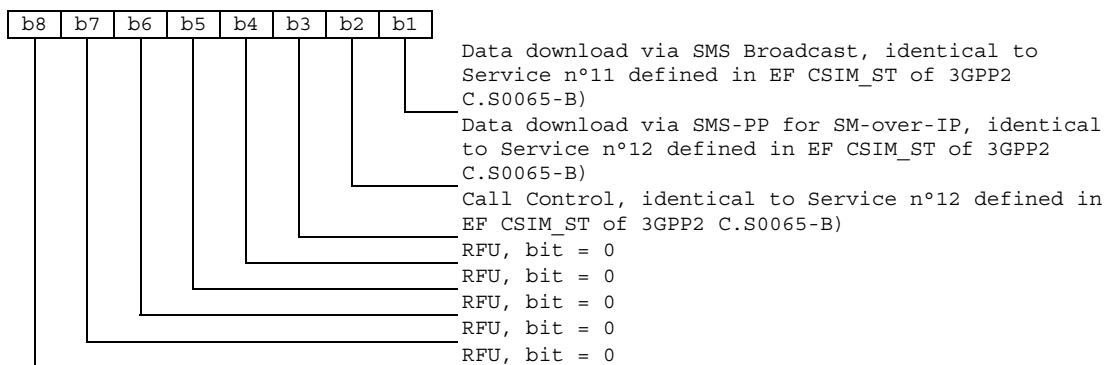 b8 b7 b6 b5 b4 b3 b2 b1
Data download via SMS Broadcast, identical to
Service n°11 defined in EF CSIM_ST of 3GPP2
C.S0065-B)
Data download via SMS-PP for SM-over-IP, identical
to Service n°12 defined in EF CSIM_ST of 3GPP2
C.S0065-B)
Call Control, identical to Service n°12 defined in
EF CSIM_ST of 3GPP2 C.S0065-B)
RFU, bit = 0
RFU, bit = 0
RFU, bit = 0
RFU, bit = 0
RFU, bit = 0